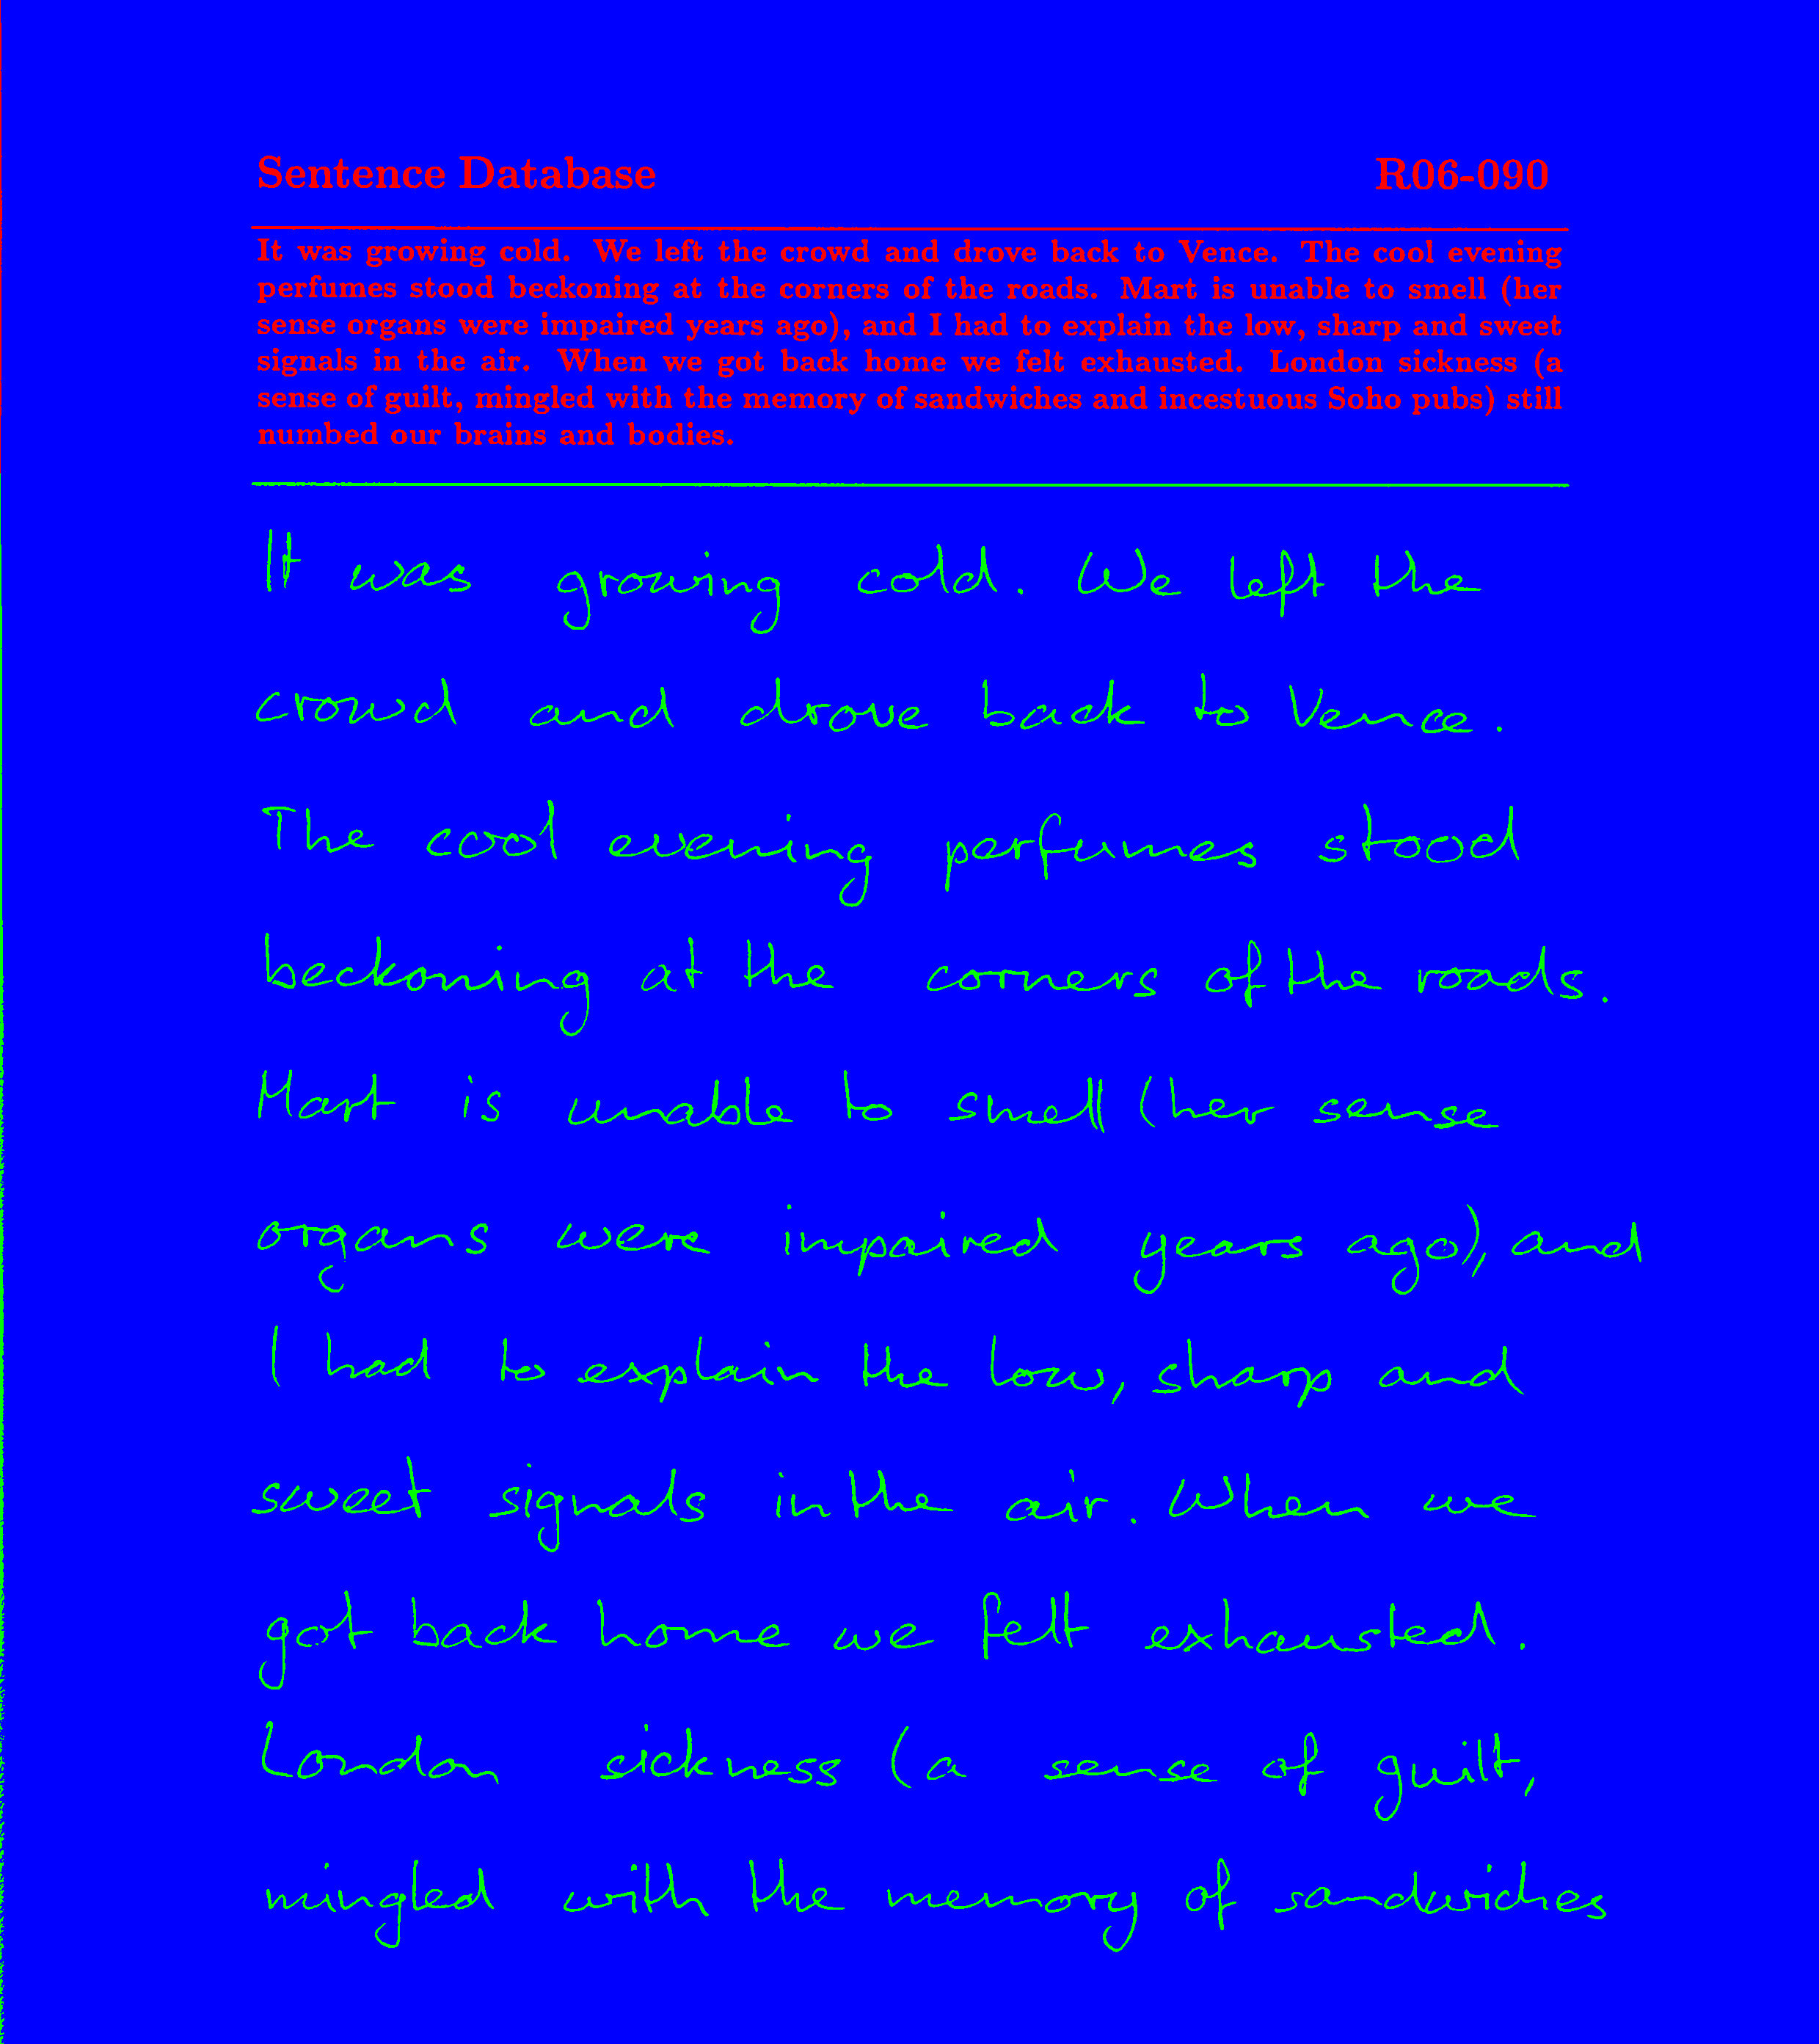 Sentence Database R06-090
It was growing cold. We left the crowd and drove back to Vence. The cool evening
perfumes stood beckoning at the corners of the roads. Mart is unable to smell (her
sense organs were impaired years ago), and I had to explain the low, sharp and sweet
signals in the air. When we got back home we felt exhausted. London sickness (a
sense of guilt, mingled with the memory of sandwiches and incestuous Soho pubs) still
numbed our brains and bodies.
It was growing cold. We left the
crowd and drove back to Vence.
The cool evening perfumes stood
beckoning at the corners of the roads.
Mart is unable to smell (her sense
organs were impaired years ago), and
I had to explain the low, sharp and
sweet signals in the air. When we
got back home we felt exhausted.
London sickness (a sense of guilt,
mingled with the memory of sandwiches